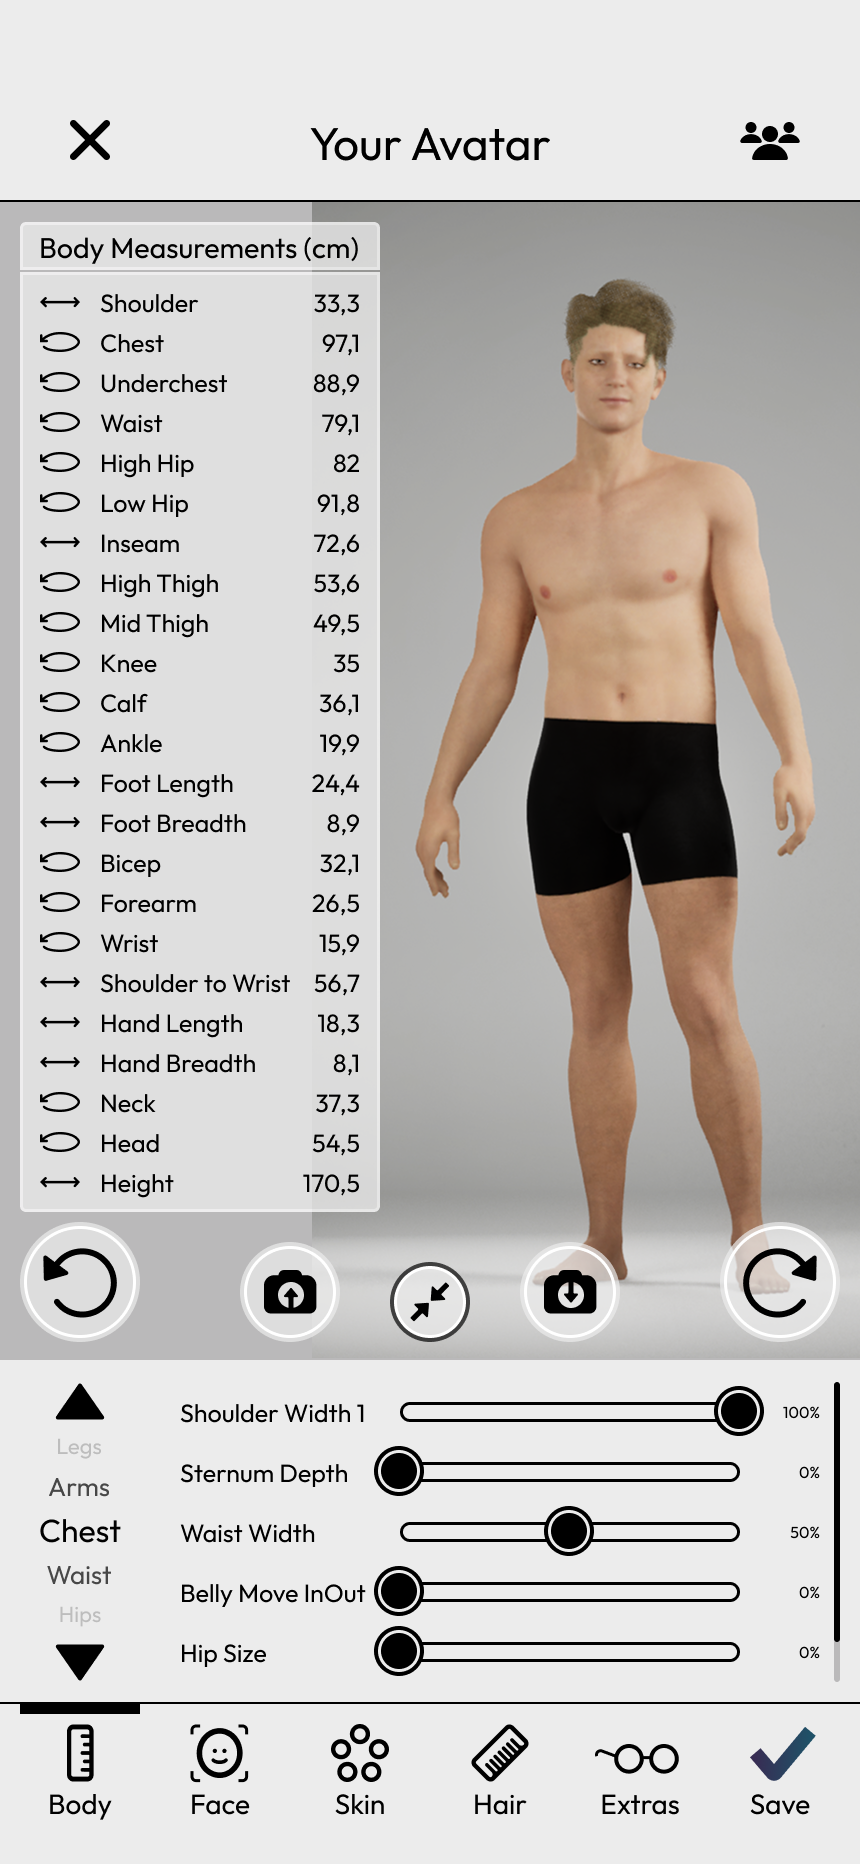 Your Avatar
Body Measurements (cm)
Shoulder 33,3
Chest 97,1
Underchest 88,9
Waist 79,1
High Hip 82
Low Hip 91,8
Inseam 72,6
High Thigh 53,6
Mid Thigh 49,5
Knee 35
Calf 36,1
Ankle 19,9
Foot Length 24,4
Foot Breadth 8,9
Bicep 32,1
Forearm 26,5
Wrist 15,9
Shoulder to Wrist 56,7
Hand Length 18,3
Hand Breadth 8,1
Neck 37,3
Head 54,5
Height 170,5
Legs
Arms
Chest
Waist
Hips
Shoulder Width 1 100%
Sternum Depth 0%
Waist Width 50%
Belly Move InOut 0%
Hip Size 0%
Body Face Skin Hair Extras Save